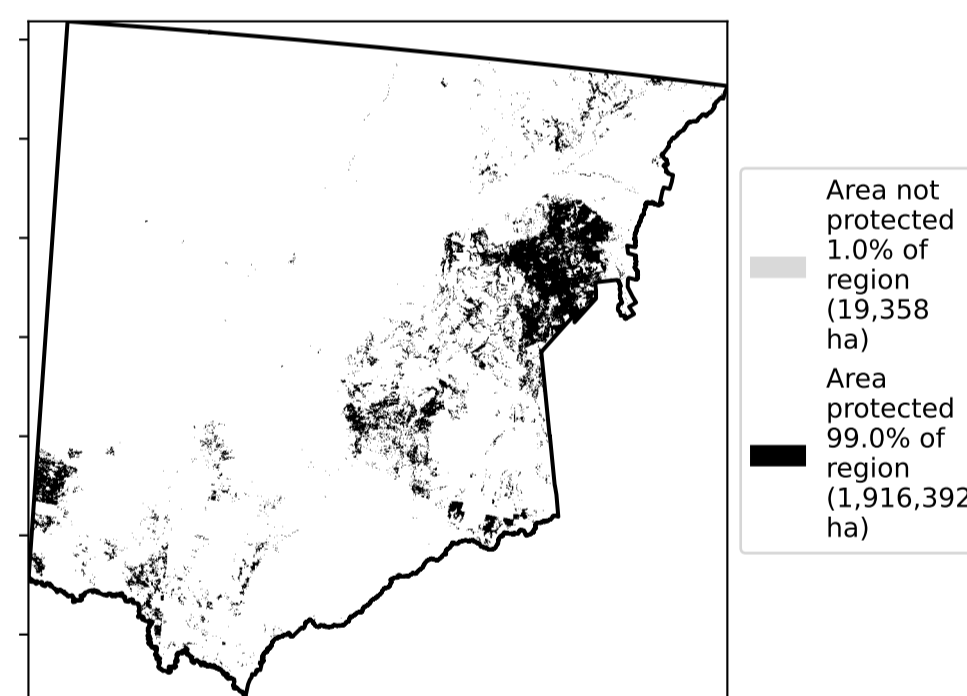 Area not
protected
1.0% of
region
(19,358
ha)
Area
protected
99.0% of
region
(1,916,392
ha)